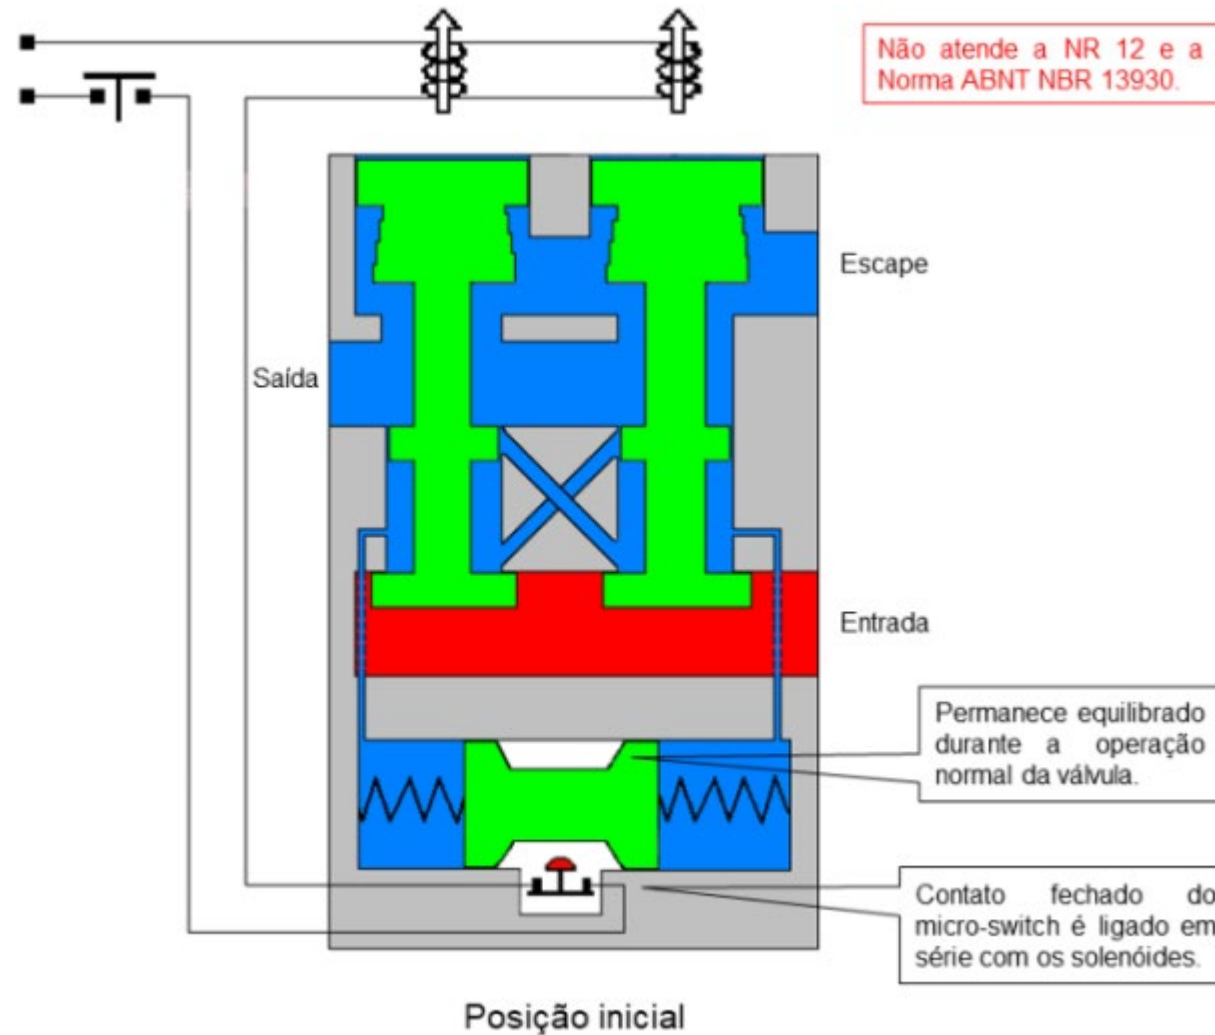 Não atende a NR 12 e a
Norma ABNT NBR 13930.
Escape
Saída
Entrada
Permanece equilibrado
durante a operação
normal da válvula.
Contato fechado do
micro-switch é ligado em
série com os solenóides.
Posição inicial